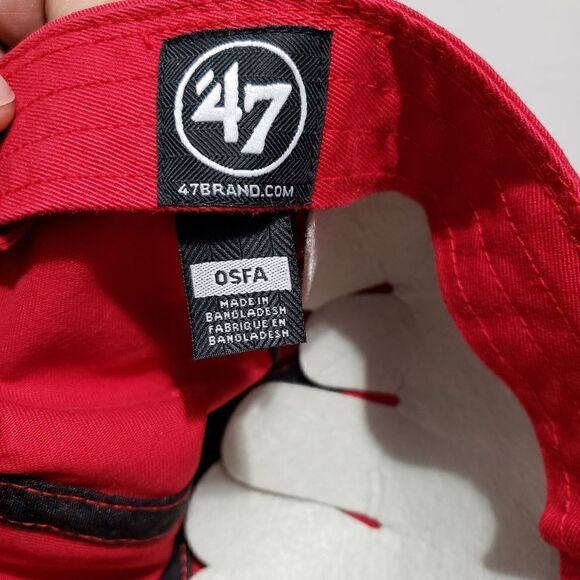 '47
47BRAND.COM
OSFA
MADE IN
BANGLADESH
FABRIQUE EN
BANGLADESH